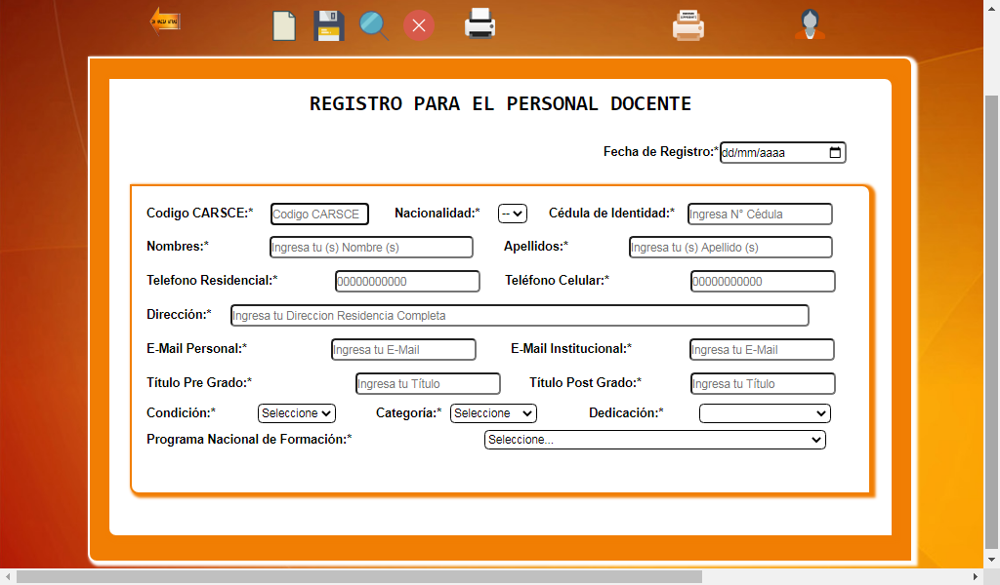 REGISTRO PARA EL PERSONAL DOCENTE
Fecha de Registro:* dd/mm/aaaa
Codigo CARSCE:* Codigo CARSCE Nacionalidad:* -- Cédula de Identidad:* Ingresa N° Cédula
Nombres:* Ingresa tu (s) Nombre (s) Apellidos:* Ingresa tu (s) Apellido (s)
Telefono Residencial:* 00000000000 Teléfono Celular:* 00000000000
Dirección:* Ingresa tu Direccion Residencia Completa
E-Mail Personal:* Ingresa tu E-Mail E-Mail Institucional:* Ingresa tu E-Mail
Título Pre Grado:* Ingresa tu Título Título Post Grado:* Ingresa tu Título
Condición:* Seleccione Categoría:* Seleccione Dedicación:*
Programa Nacional de Formación:* Seleccione...